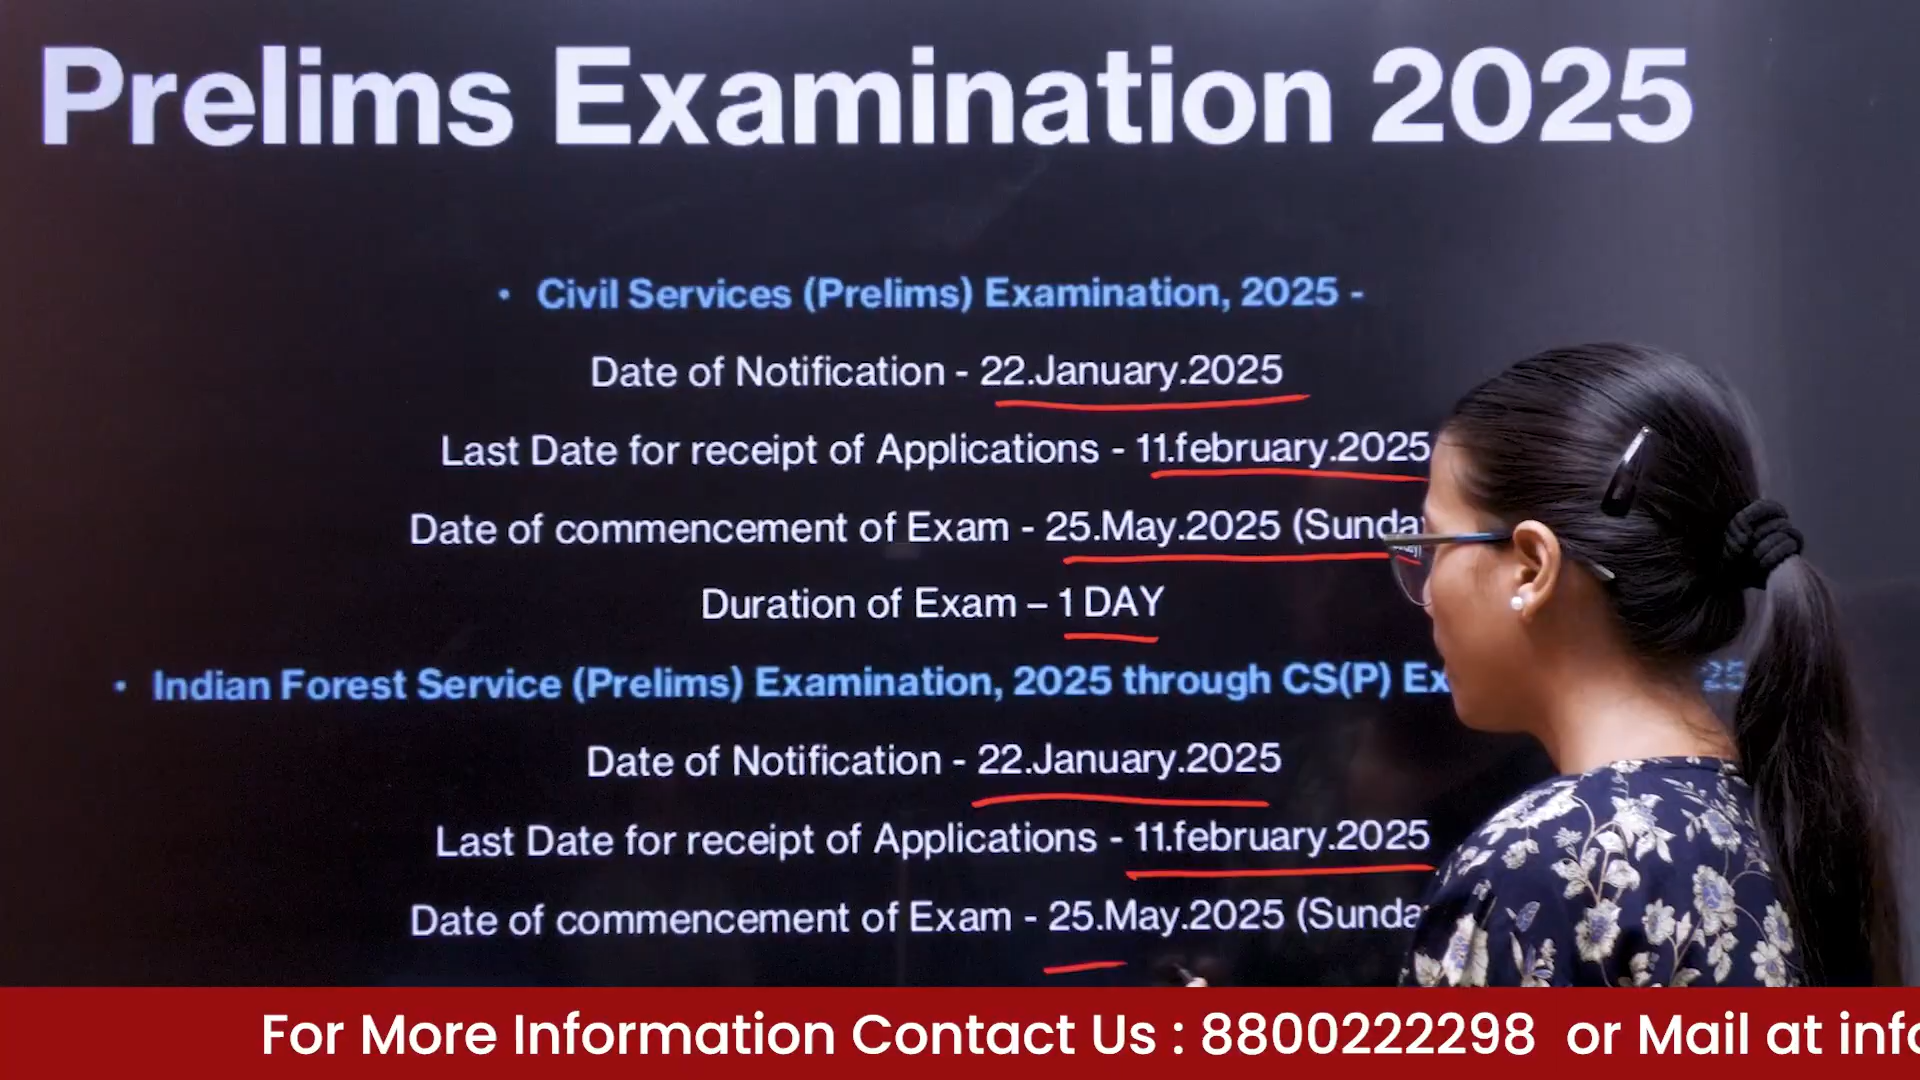 Prelims Examination 2025
• Civil Services (Prelims) Examination, 2025 -
Date of Notification - 22.January.2025
Last Date for receipt of Applications - 11.february.2025
Date of commencement of Exam - 25.May.2025
Duration of Exam – 1 DAY
• Indian Forest Service (Prelims) Examination, 2025 through CS(P)
Date of Notification - 22.January.2025
Last Date for receipt of Applications - 11.february.2025
Date of commencement of Exam - 25.May.2025
For More Information Contact Us : 8800222298 or Mail at